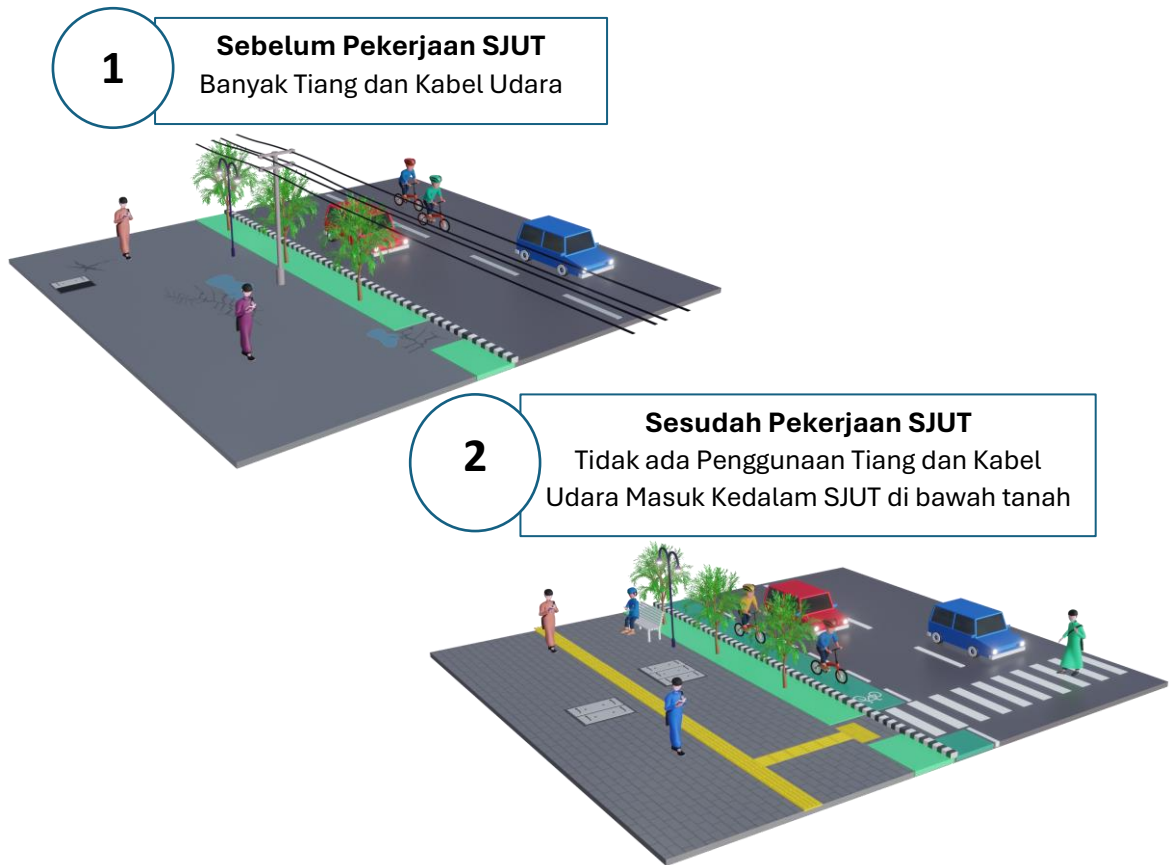 1
Sebelum Pekerjaan SJUT
Banyak Tiang dan Kabel Udara
2
Sesudah Pekerjaan SJUT
Tidak ada Penggunaan Tiang dan Kabel
Udara Masuk Kedalam SJUT di bawah tanah